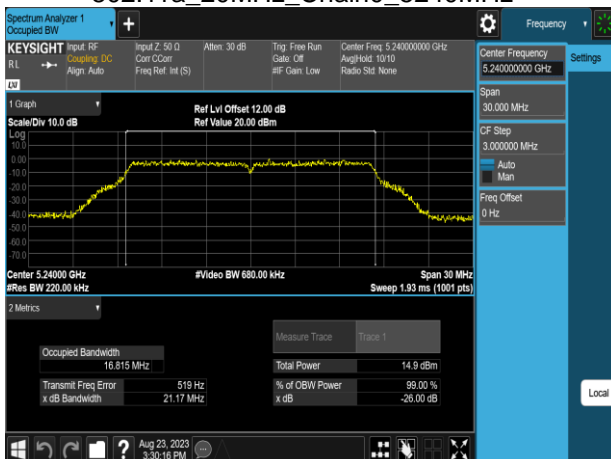 802.11a_20MHz_Chain0_5240MHz
Spectrum Analyzer 1
Occupied BW
+
Frequency
KEYSIGHT
RL
LXI
Input: RF
Coupling: DC
Align: Auto
Input Z: 50 Ω
Corr CCorr
Freq Ref: Int (S)
Atten: 30 dB
Trig: Free Run
Gate: Off
#IF Gain: Low
Center Freq: 5.240000000 GHz
Avg|Hold: 10/10
Radio Std: None
Center Frequency
5.240000000 GHz
Settings
Span
30.000 MHz
CF Step
3.000000 MHz
Auto
Man
Freq Offset
0 Hz
1 Graph
Scale/Div 10.0 dB
Ref Lvl Offset 12.00 dB
Ref Value 20.00 dBm
Log
10.0
0.00
-10.0
-20.0
-30.0
-40.0
-50.0
-60.0
-70.0
Center 5.24000 GHz
#Video BW 680.00 kHz
Span 30 MHz
#Res BW 220.00 kHz
Sweep 1.93 ms (1001 pts)
2 Metrics
Measure Trace
Trace 1
Occupied Bandwidth
16.815 MHz
Total Power
14.9 dBm
Transmit Freq Error
519 Hz
% of OBW Power
99.00 %
x dB Bandwidth
21.17 MHz
x dB
-26.00 dB
Local
?
Aug 23, 2023
3:30:16 PM